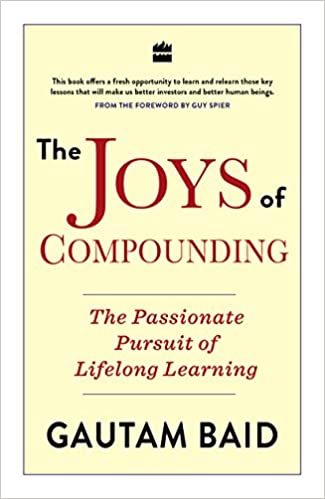 This book offers a fresh opportunity to learn and relearn those key
lessons that will make us better investors and better human beings.
FROM THE FOREWORD BY GUY SPIER
The
JOYS of
COMPOUNDING
The Passionate
Pursuit of
Lifelong Learning
GAUTAM BAID